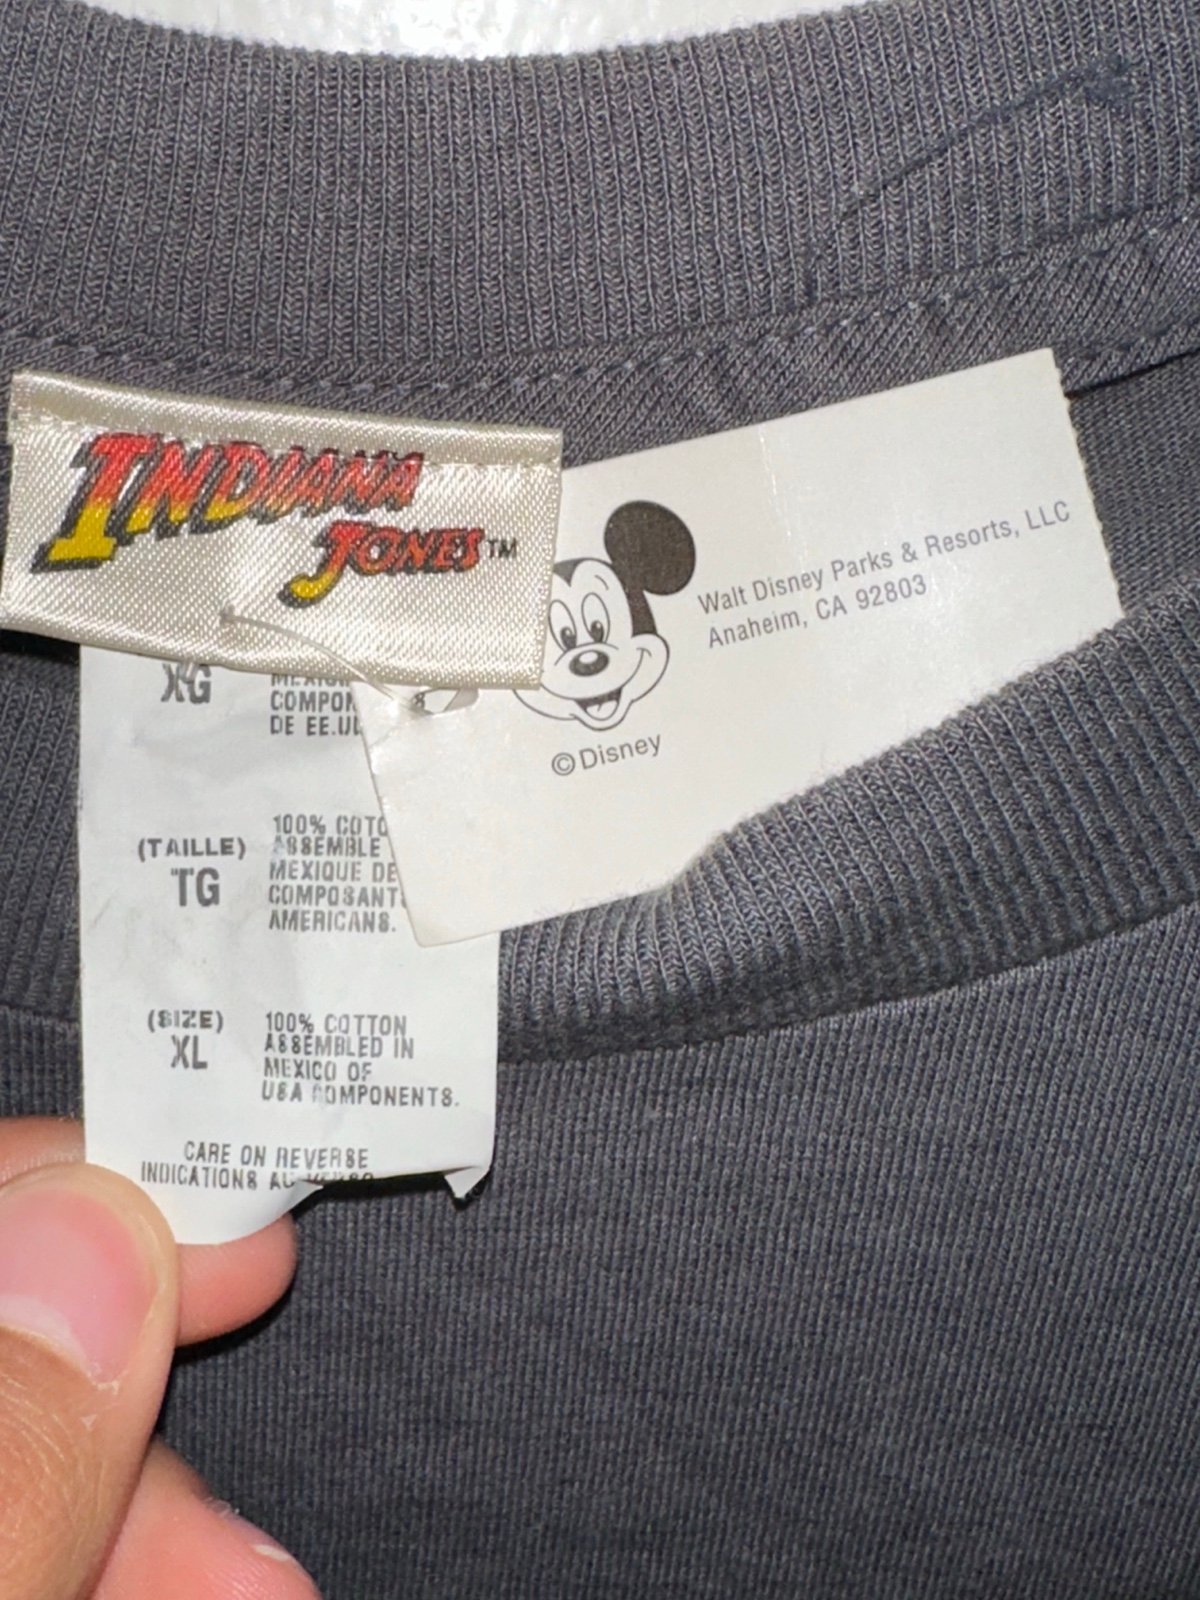 INDIANA
JONES™
Walt Disney Parks & Resorts, LLC
Anaheim, CA 92803
©Disney
XG
COMPON
DE EE.UU
(TAILLE)
TG
100% COTO
ASSEMBLE
MEXIQUE DE
COMPOSANT
AMERICANS.
(SIZE)
XL
100% COTTON
ASSEMBLED IN
MEXICO OF
USA COMPONENTS.
CARE ON REVERSE
INDICATIONS AU